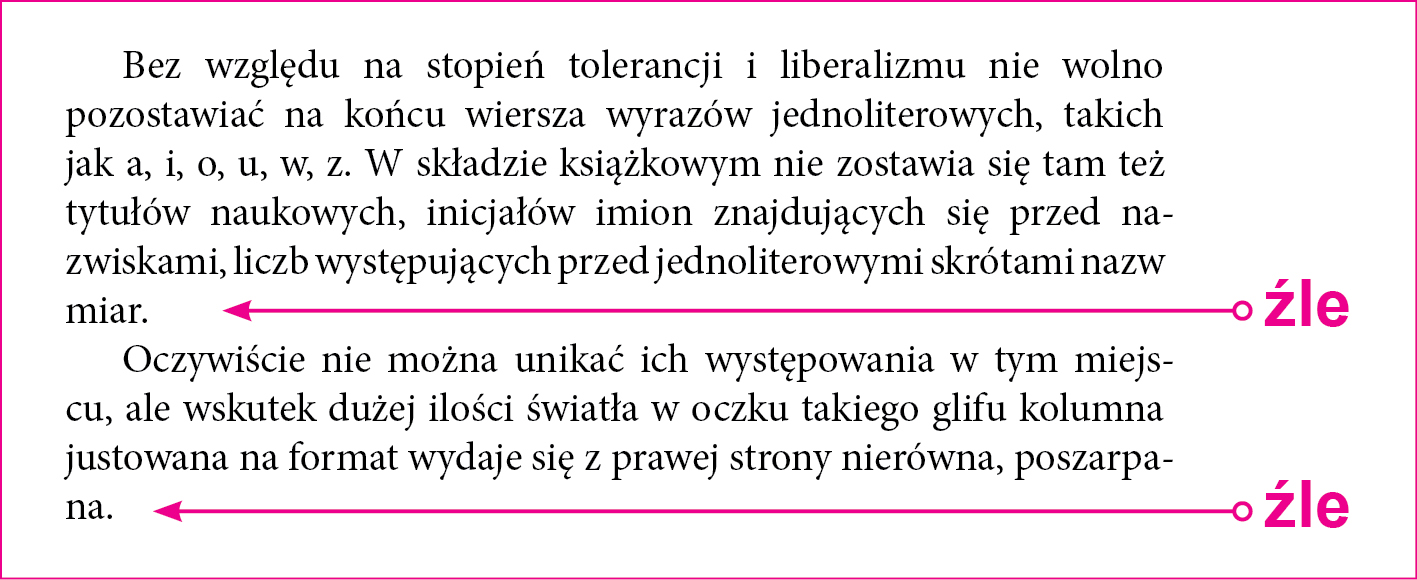 Bez względu na stopień tolerancji i liberalizmu nie wolno
pozostawiać na końcu wiersza wyrazów jednoliterowych, takich
jak a, i, o, u, w, z. W składzie książkowym nie zostawia się tam też
tytułów naukowych, inicjałów imion znajdujących się przed na-
zwiskami, liczb występujących przed jednoliterowymi skrótami nazw
miar.
źle
Oczywiście nie można unikać ich występowania w tym miejs-
cu, ale wskutek dużej ilości światła w oczku takiego glifu kolumna
justowana na format wydaje się z prawej strony nierówna, poszarpa-
na.
źle